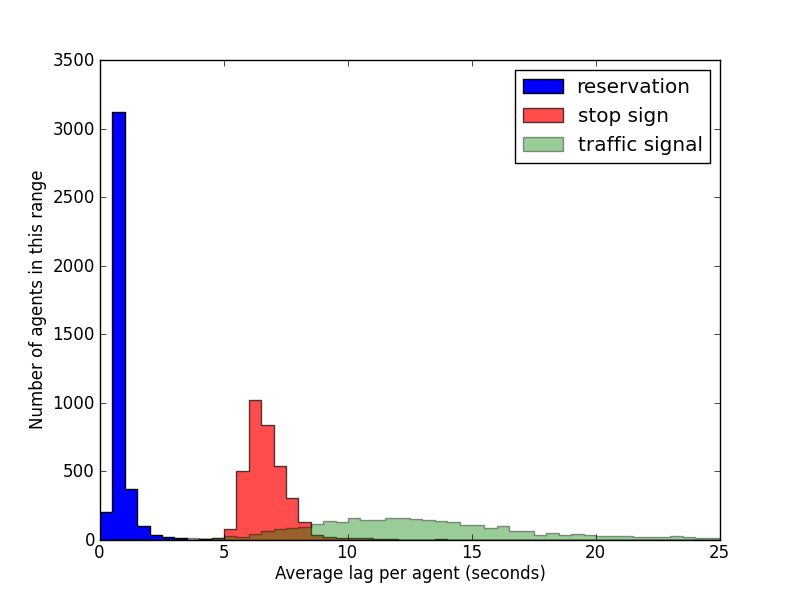 3500
3000
2500
2000
1500
1000
500
0
Number of agents in this range
reservation
stop sign
traffic signal
0 5 10 15 20 25
Average lag per agent (seconds)